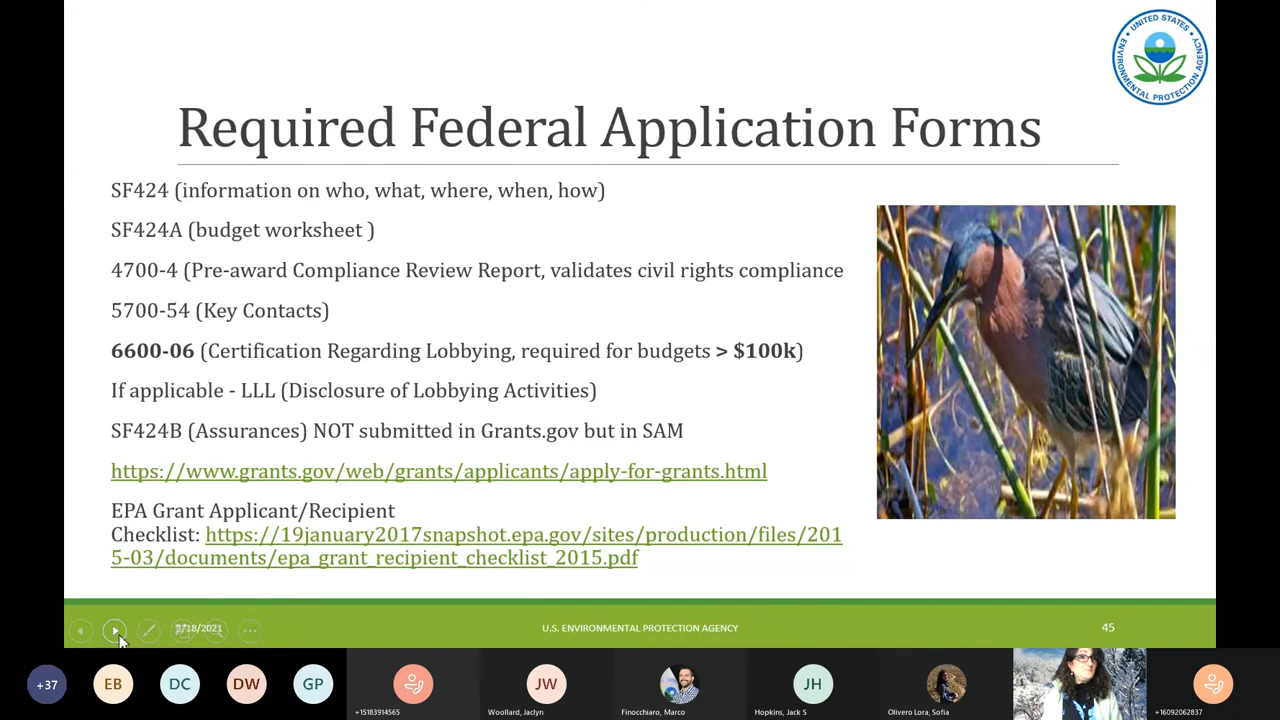 UNITED STATES
ENVIRONMENTAL PROTECTION AGENCY
Required Federal Application Forms
SF424 (information on who, what, where, when, how)
SF424A (budget worksheet )
4700-4 (Pre-award Compliance Review Report, validates civil rights compliance
5700-54 (Key Contacts)
6600-06 (Certification Regarding Lobbying, required for budgets > $100k)
If applicable - LLL (Disclosure of Lobbying Activities)
SF424B (Assurances) NOT submitted in Grants.gov but in SAM
https://www.grants.gov/web/grants/applicants/apply-for-grants.html
EPA Grant Applicant/Recipient
Checklist: https://19january2017snapshot.epa.gov/sites/production/files/201
5-03/documents/epa_grant_recipient_checklist_2015.pdf
/18/2021
U.S. ENVIRONMENTAL PROTECTION AGENCY
45
+37
EB
DC
DW
GP
JW
JH
+15183914565
Woollard, Jaclyn
Finocchiaro, Marco
Hopkins, Jack S
Olivero Lora, Sofia
+16092062837